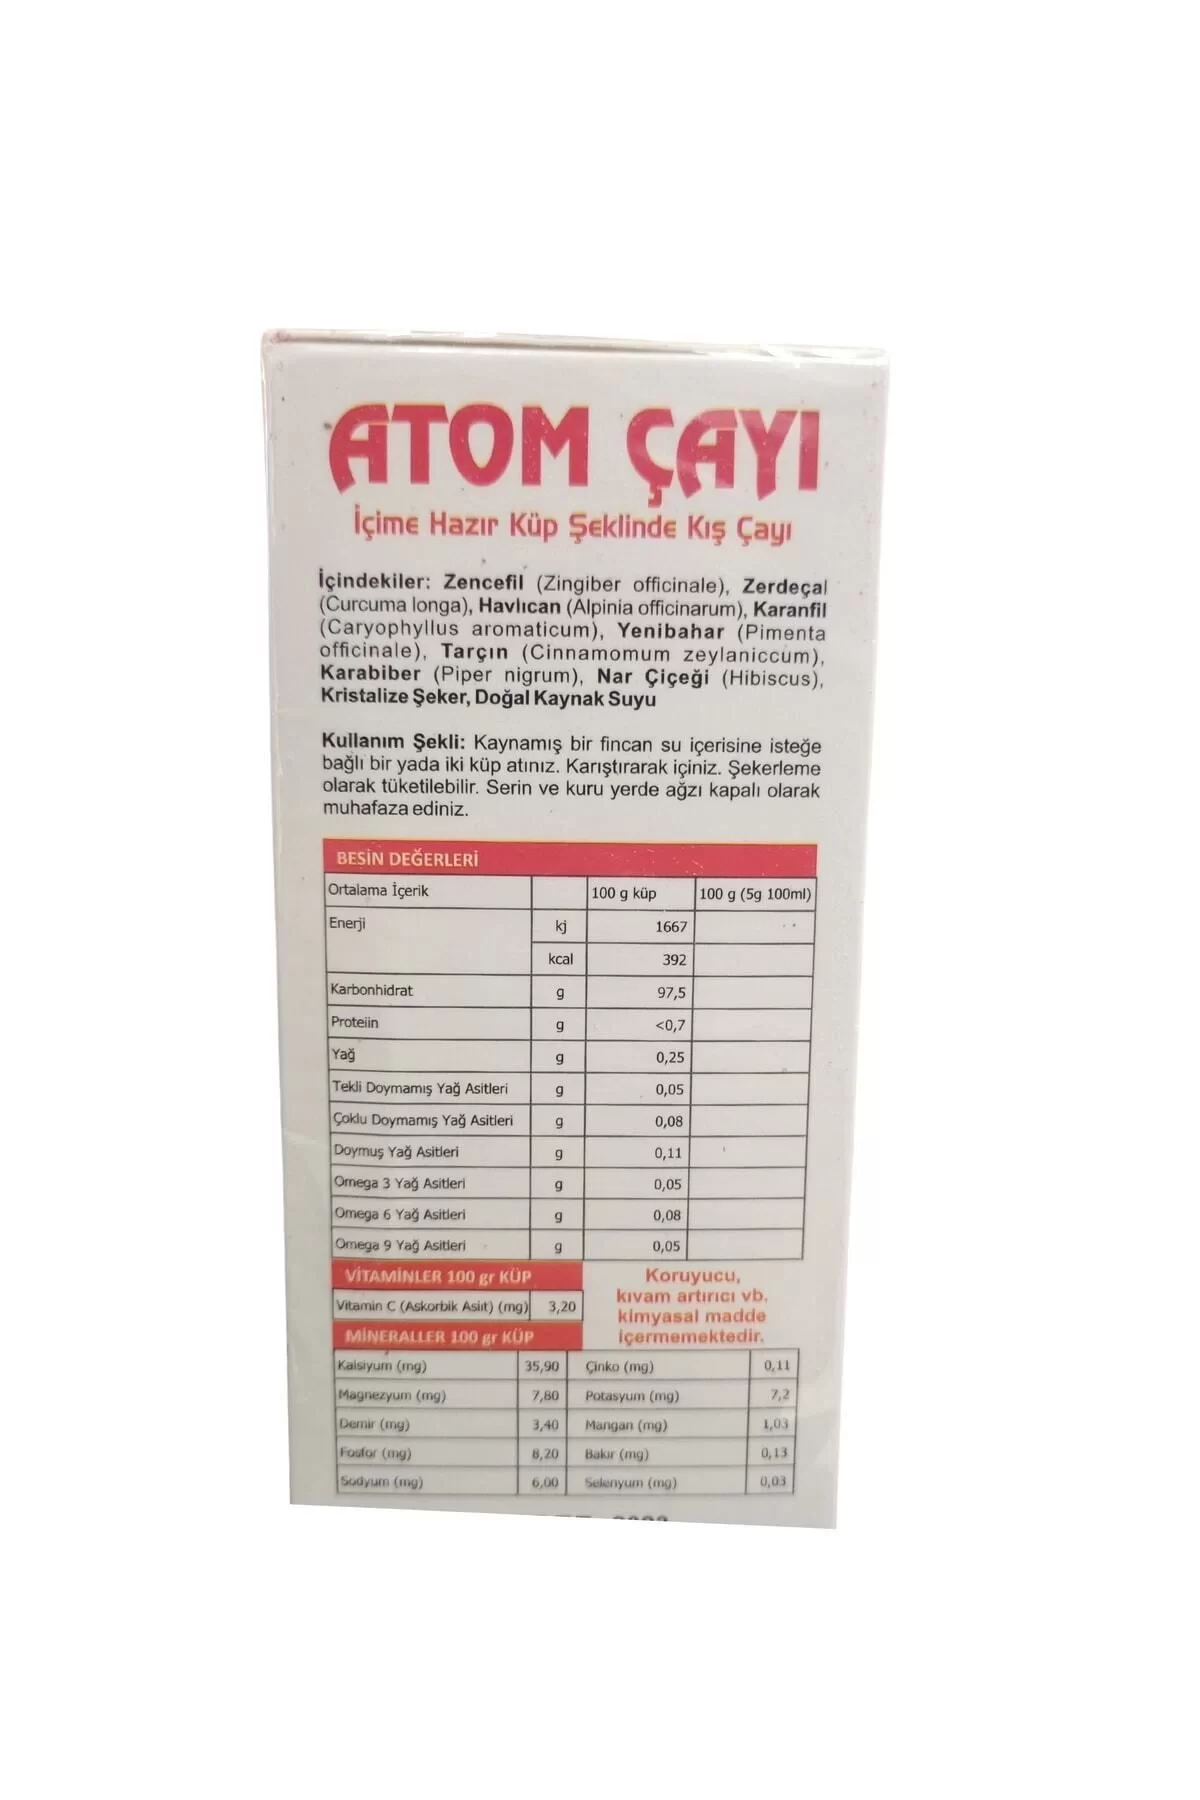 ATOM ÇAYI
İçime Hazır Küp Şeklinde Kış Çayı
İçindekiler: Zencefil (Zingiber officinale), Zerdeçal
(Curcuma longa), Havlıcan (Alpinia officinarum), Karanfil
(Caryophyllus aromaticum), Yenibahar (Pimenta
officinale), Tarçın (Cinnamomum zeylaniccum),
Karabiber (Piper nigrum), Nar Çiçeği (Hibiscus),
Kristalize Şeker, Doğal Kaynak Suyu
Kullanım Şekli: Kaynamış bir fincan su içerisine isteğe
bağlı bir yada iki küp atınız. Karıştırarak içiniz. Şekerleme
olarak tüketilebilir. Serin ve kuru yerde ağzı kapalı olarak
muhafaza ediniz.
BESİN DEĞERLERİ
Ortalama İçerik 100 g küp 100 g (5g 100ml)
Enerji kj 1667
kcal 392
Karbonhidrat g 97,5
Proteiin g <0,7
Yağ g 0,25
Tekli Doymamış Yağ Asitleri g 0,05
Çoklu Doymamış Yağ Asitleri g 0,08
Doymuş Yağ Asitleri g 0,11
Omega 3 Yağ Asitleri g 0,05
Omega 6 Yağ Asitleri g 0,08
Omega 9 Yağ Asitleri g 0,05
VİTAMİNLER 100 gr KÜP
Vitamin C (Askorbik Asiit) (mg) 3,20
Koruyucu,
kıvam artırıcı vb.
kimyasal madde
içermemektedir.
MİNERALLER 100 gr KÜP
Kalsiyum (mg) 35,90 Çinko (mg) 0,11
Magnezyum (mg) 7,80 Potasyum (mg) 7,2
Demir (mg) 3,40 Mangan (mg) 1,03
Fosfor (mg) 8,20 Bakır (mg) 0,13
Sodyum (mg) 6,00 Selenyum (mg) 0,03